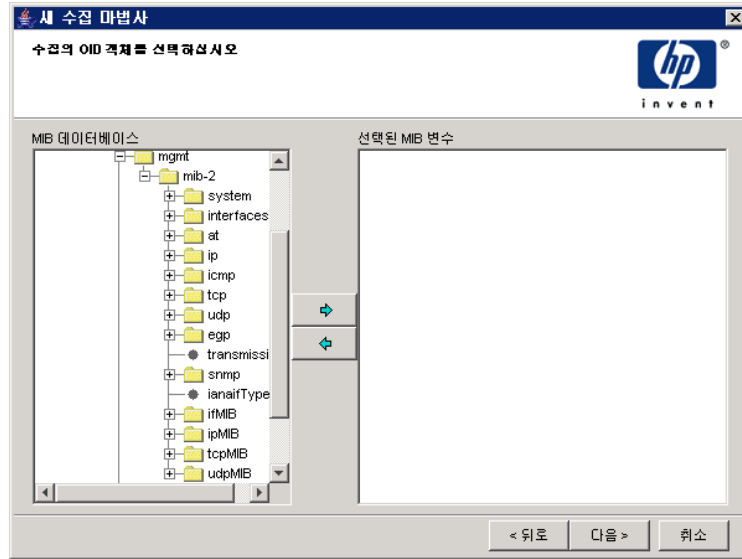 새 수집 마법사
수집의 OID 객체를 선택하십시오
hp
®
invent
MIB 데이터베이스
mgmt
mib-2
system
interfaces
at
ip
icmp
tcp
udp
egp
transmissi
snmp
ianaifType
ifMIB
ipMIB
tcpMIB
udpMIB
선택된 MIB 변수
< 뒤로
다음 >
취소